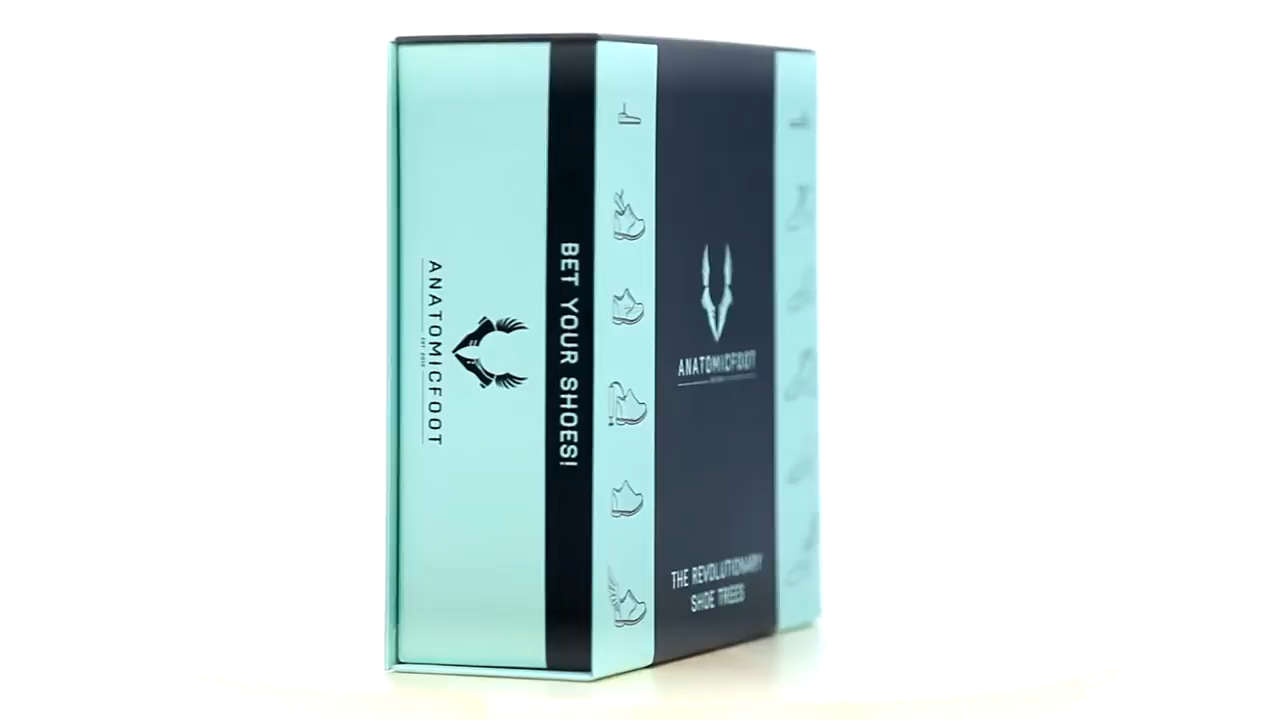 ANATOMICFOOT
BET YOUR SHOES!
ANATOMICFOOT
THE REVOLUTIONARY
SHOE TREES